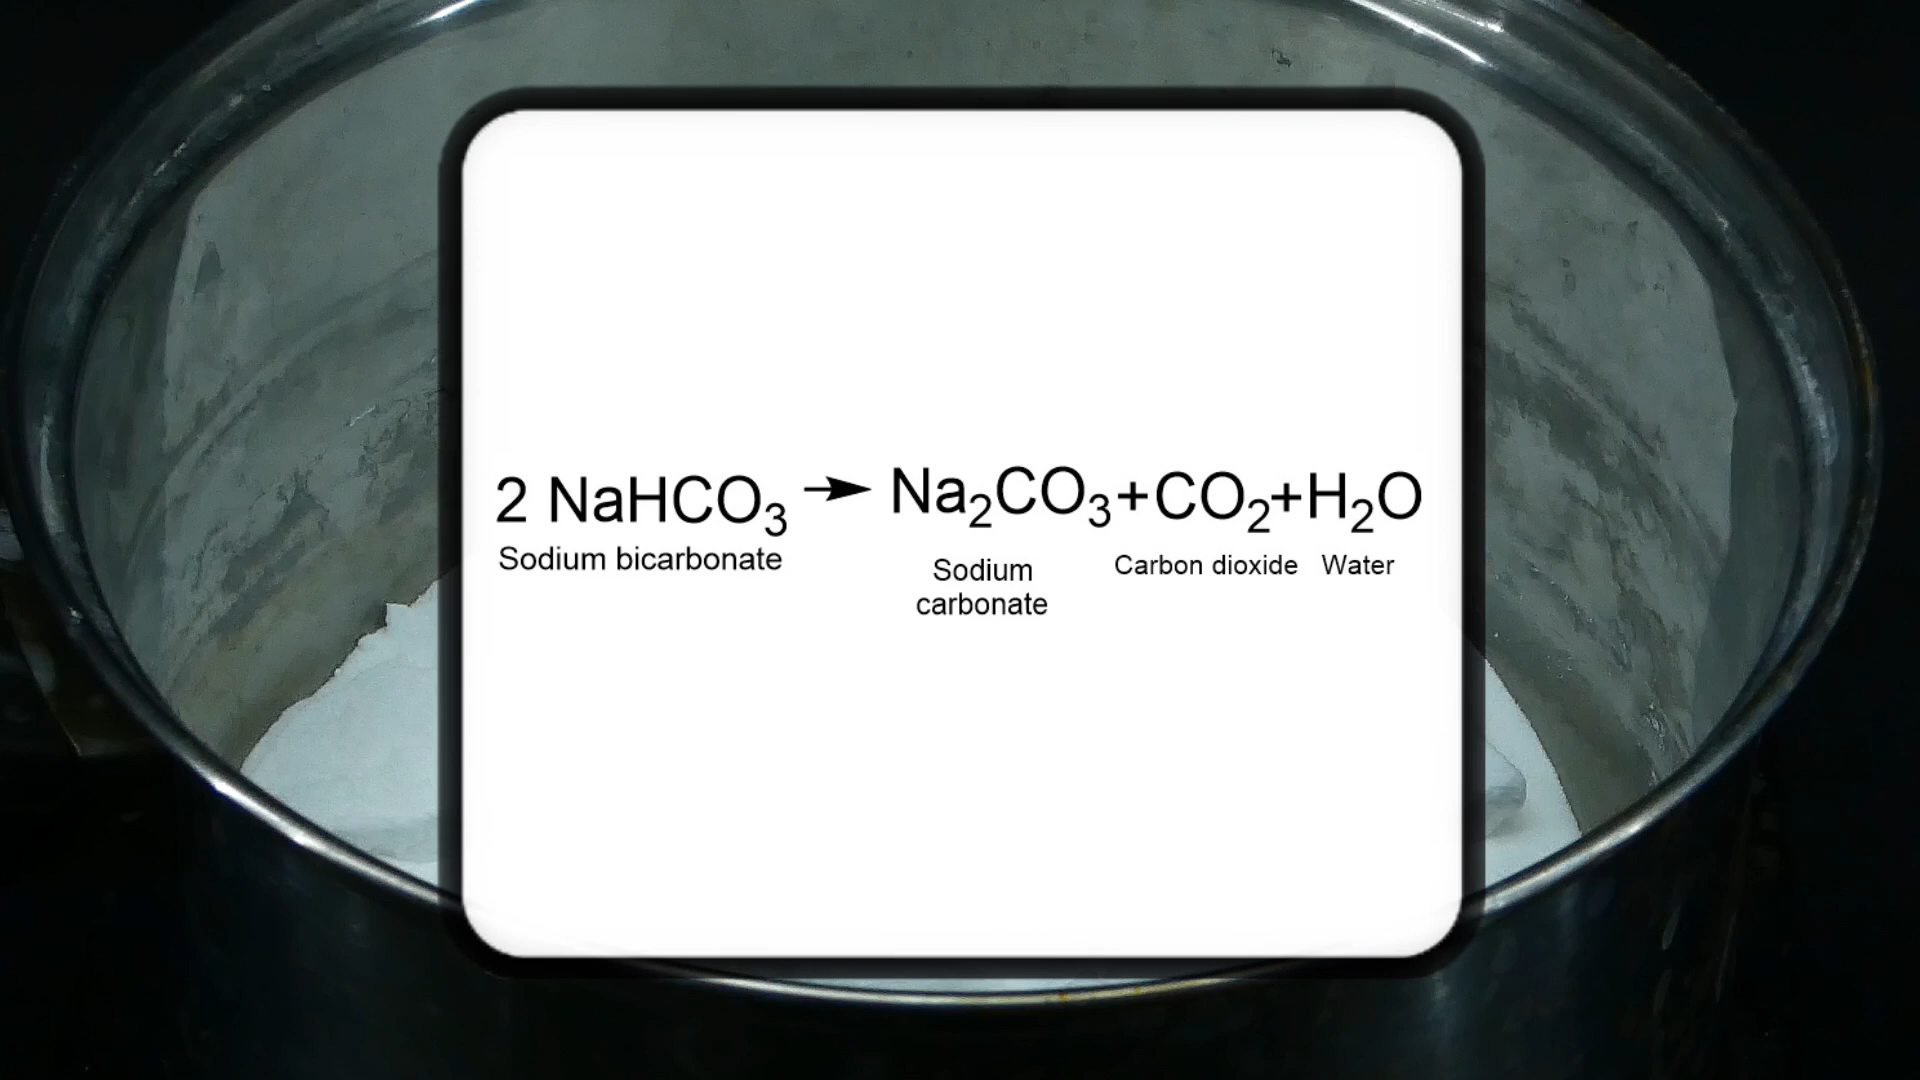 2 NaHCO₃ → Na₂CO₃+CO₂+H₂O
Sodium bicarbonate
Sodium
carbonate
Carbon dioxide
Water